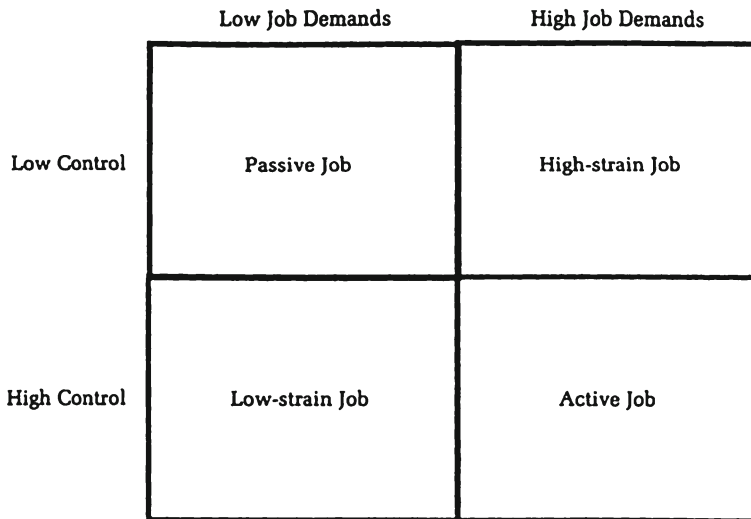 Low Job Demands High Job Demands
Low Control Passive Job High-strain Job
High Control Low-strain Job Active Job